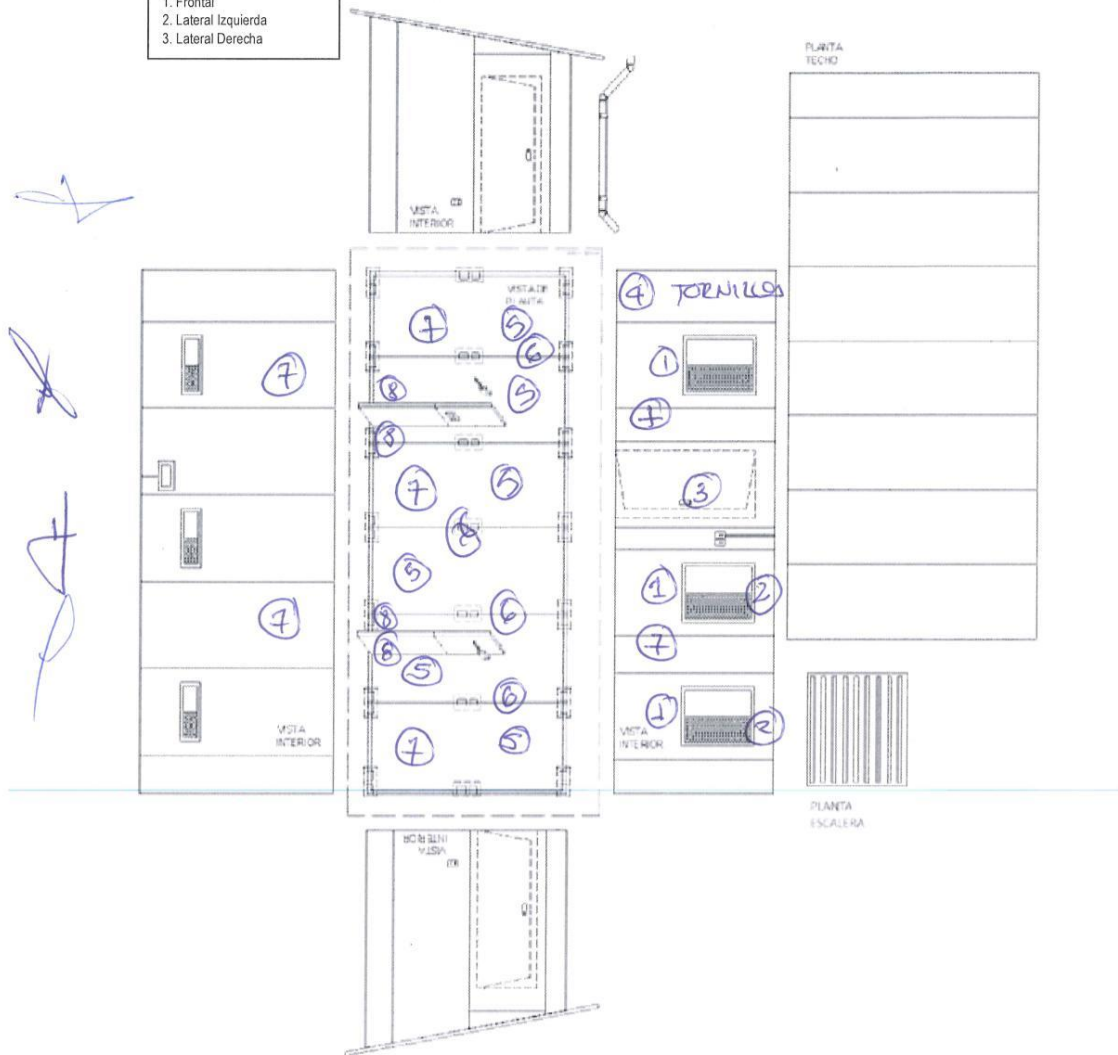 1. Frontal
2. Lateral Izquierda
3. Lateral Derecha
PLANTA
TECHO
VISTA
INTERIOR
VISTA DE
PLANTA
4 TORNILLOS
7
5
1
7
6
8
5
7
8
7
5
3
5
1
2
8
6
7
7
8
5
6
1
2
7
5
VISTA
INTERIOR
VISTA
INTERIOR
PLANTA
ESCALERA
VISTA
INTERIOR